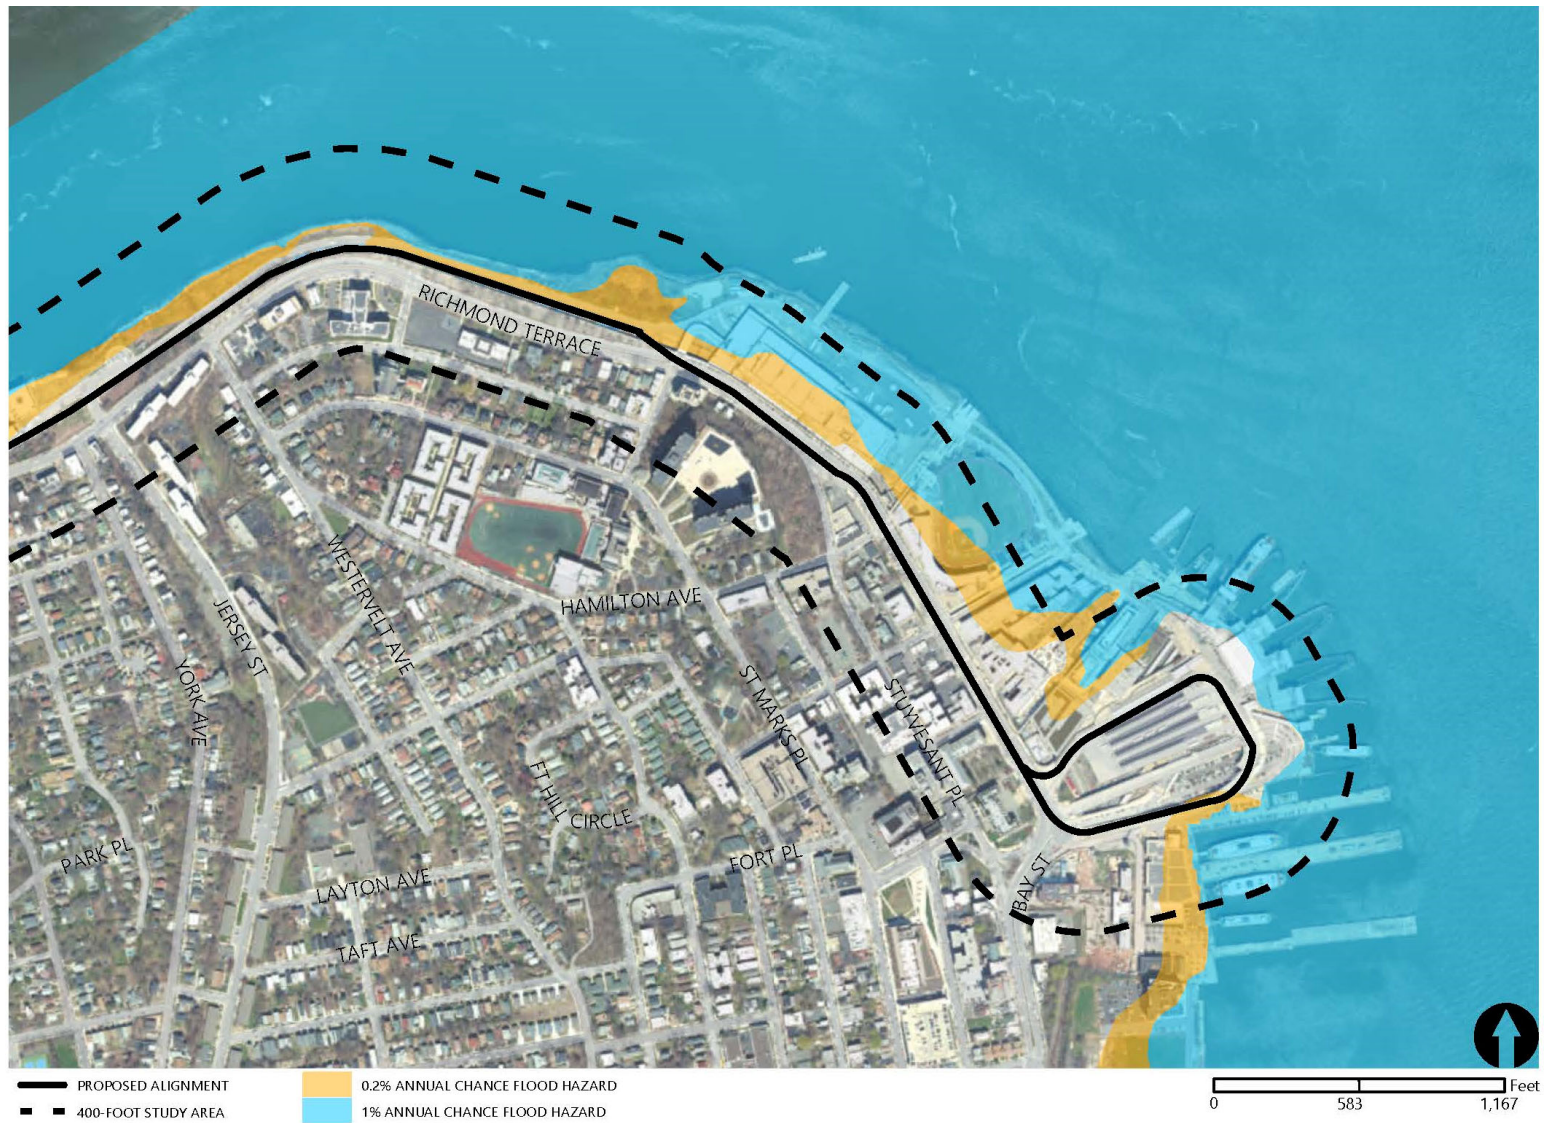 RICHMOND TERRACE
WESTERVELT AVE
HAMILTON AVE
JERSEY ST
YORK AVE
ST MARKS PL
STUYVESANT PL
FT HILL
CIRCLE
PARK PL
FORT PL
LAYTON AVE
BAY ST
TAFT AVE
PROPOSED ALIGNMENT
400-FOOT STUDY AREA
0.2% ANNUAL CHANCE FLOOD HAZARD
1% ANNUAL CHANCE FLOOD HAZARD
Feet
0 583 1,167